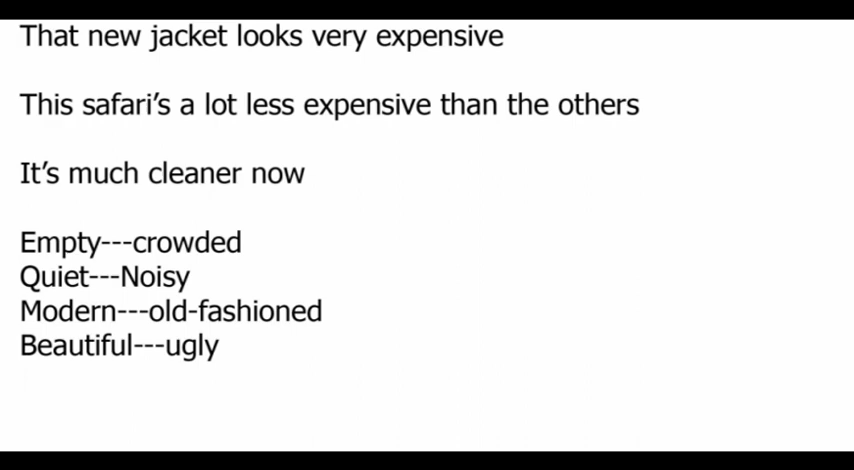 That new jacket looks very expensive
This safari's a lot less expensive than the others
It's much cleaner now
Empty---crowded
Quiet---Noisy
Modern---old-fashioned
Beautiful---ugly